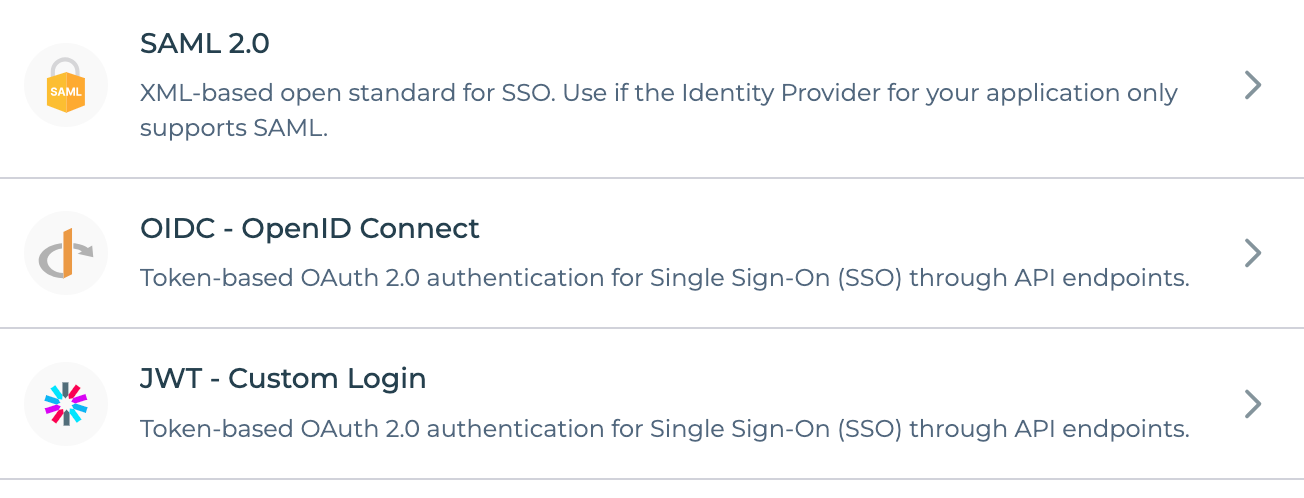 SAML 2.0
SAML
XML-based open standard for SSO. Use if the Identity Provider for your application only
supports SAML.
OIDC - OpenID Connect
Token-based OAuth 2.0 authentication for Single Sign-On (SSO) through API endpoints.
JWT - Custom Login
Token-based OAuth 2.0 authentication for Single Sign-On (SSO) through API endpoints.